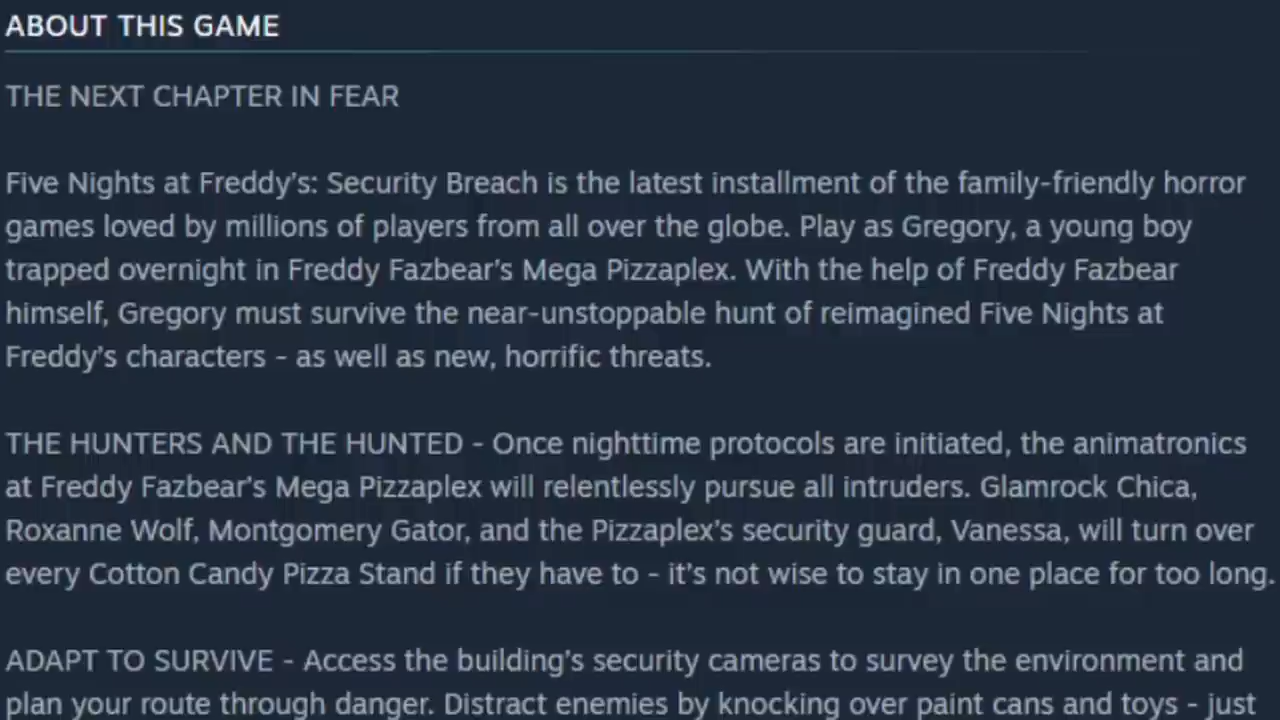 ABOUT THIS GAME
THE NEXT CHAPTER IN FEAR
Five Nights at Freddy's: Security Breach is the latest installment of the family-friendly horror
games loved by millions of players from all over the globe. Play as Gregory, a young boy
trapped overnight in Freddy Fazbear's Mega Pizzaplex. With the help of Freddy Fazbear
himself, Gregory must survive the near-unstoppable hunt of reimagined Five Nights at
Freddy's characters - as well as new, horrific threats.
THE HUNTERS AND THE HUNTED - Once nighttime protocols are initiated, the animatronics
at Freddy Fazbear's Mega Pizzaplex will relentlessly pursue all intruders. Glamrock Chica,
Roxanne Wolf, Montgomery Gator, and the Pizzaplex's security guard, Vanessa, will turn over
every Cotton Candy Pizza Stand if they have to - it's not wise to stay in one place for too long.
ADAPT TO SURVIVE - Access the building's security cameras to survey the environment and
plan your route through danger. Distract enemies by knocking over paint cans and toys - just